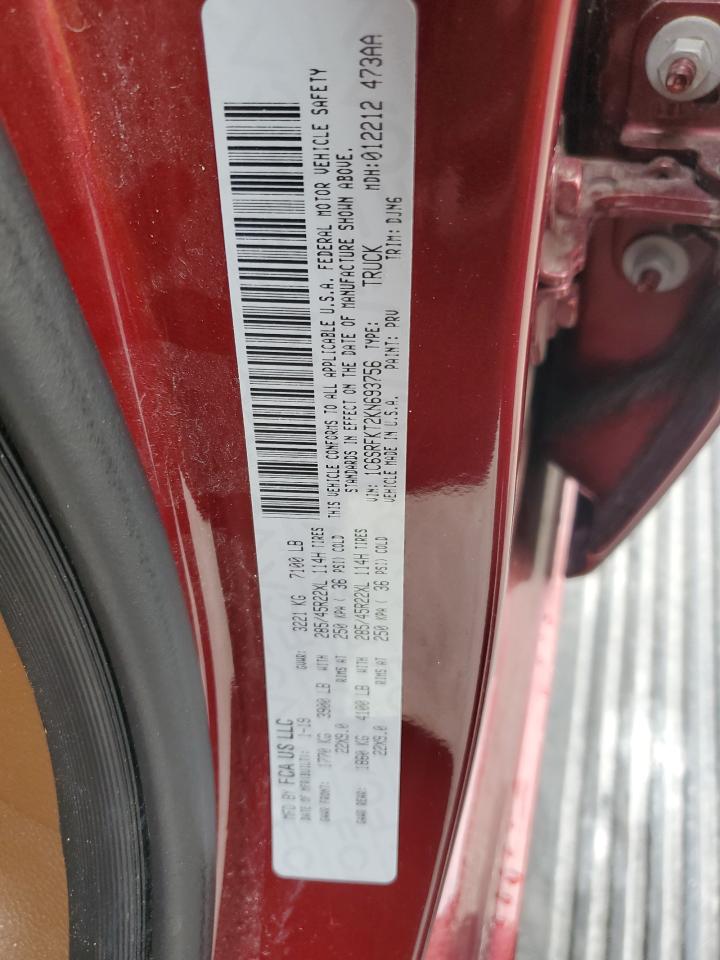 MFD BY FCA US LLC
DATE OF MFR: 1-19 GVWR: 3221 KG 7100 LB
GAWR FRONT: 1770 KG 3900 LB WITH 285/45R22XL 114H TIRES
22X9.0 RIMS AT 250 KPA ( 36 PSI) COLD
GAWR REAR: 1860 KG 4100 LB WITH 285/45R22XL 114H TIRES
22X9.0 RIMS AT 250 KPA ( 36 PSI) COLD
THIS VEHICLE CONFORMS TO ALL APPLICABLE U.S.A. FEDERAL MOTOR VEHICLE SAFETY
STANDARDS IN EFFECT ON THE DATE OF MANUFACTURE SHOWN ABOVE.
VIN: 1C6SRFKT2KN693756 TYPE: TRUCK MDH:012212 473AA
VEHICLE MADE IN U.S.A. PAINT: PRV TRIM: DJN6